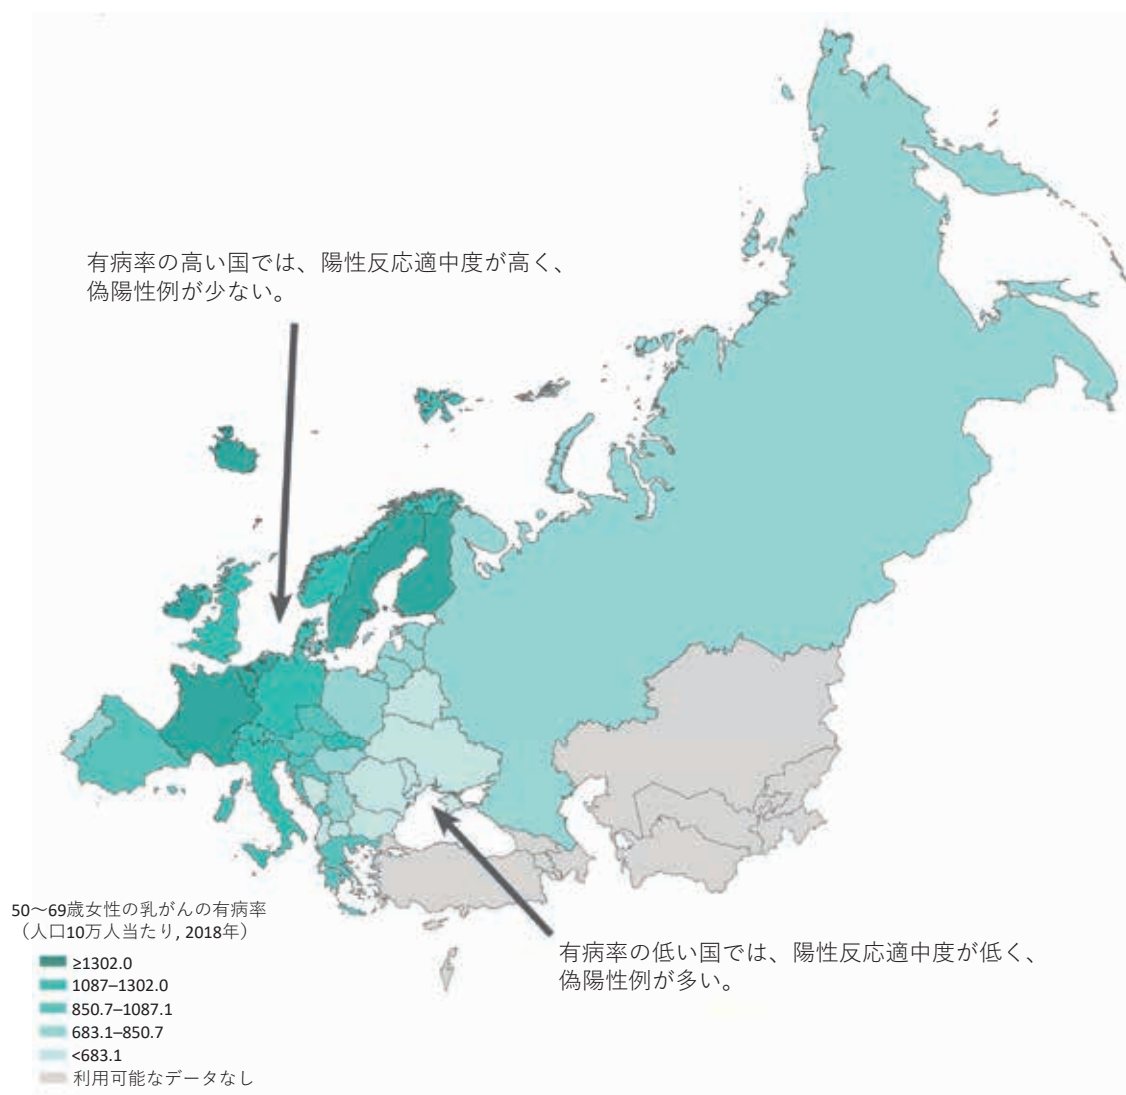 有病率の高い国では、陽性反応適中度が高く、
偽陽性例が少ない。
50〜69歳女性の乳がんの有病率
（人口10万人当たり, 2018年）
≥1302.0
1087–1302.0
850.7–1087.1
683.1–850.7
<683.1
利用可能なデータなし
有病率の低い国では、陽性反応適中度が低く、
偽陽性例が多い。